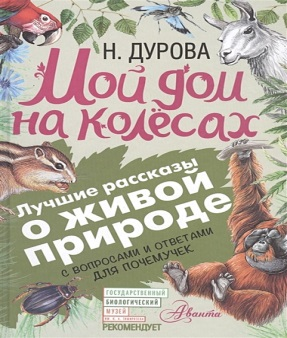 Н. ДУРОВА
Мой дом
на колёсах
Лучшие рассказы
о живой
природе
С ВОПРОСАМИ И ОТВЕТАМИ
ДЛЯ ПОЧЕМУЧЕК
ГОСУДАРСТВЕННЫЙ
БИОЛОГИЧЕСКИЙ
МУЗЕЙ
РЕКОМЕНДУЕТ
Аванта